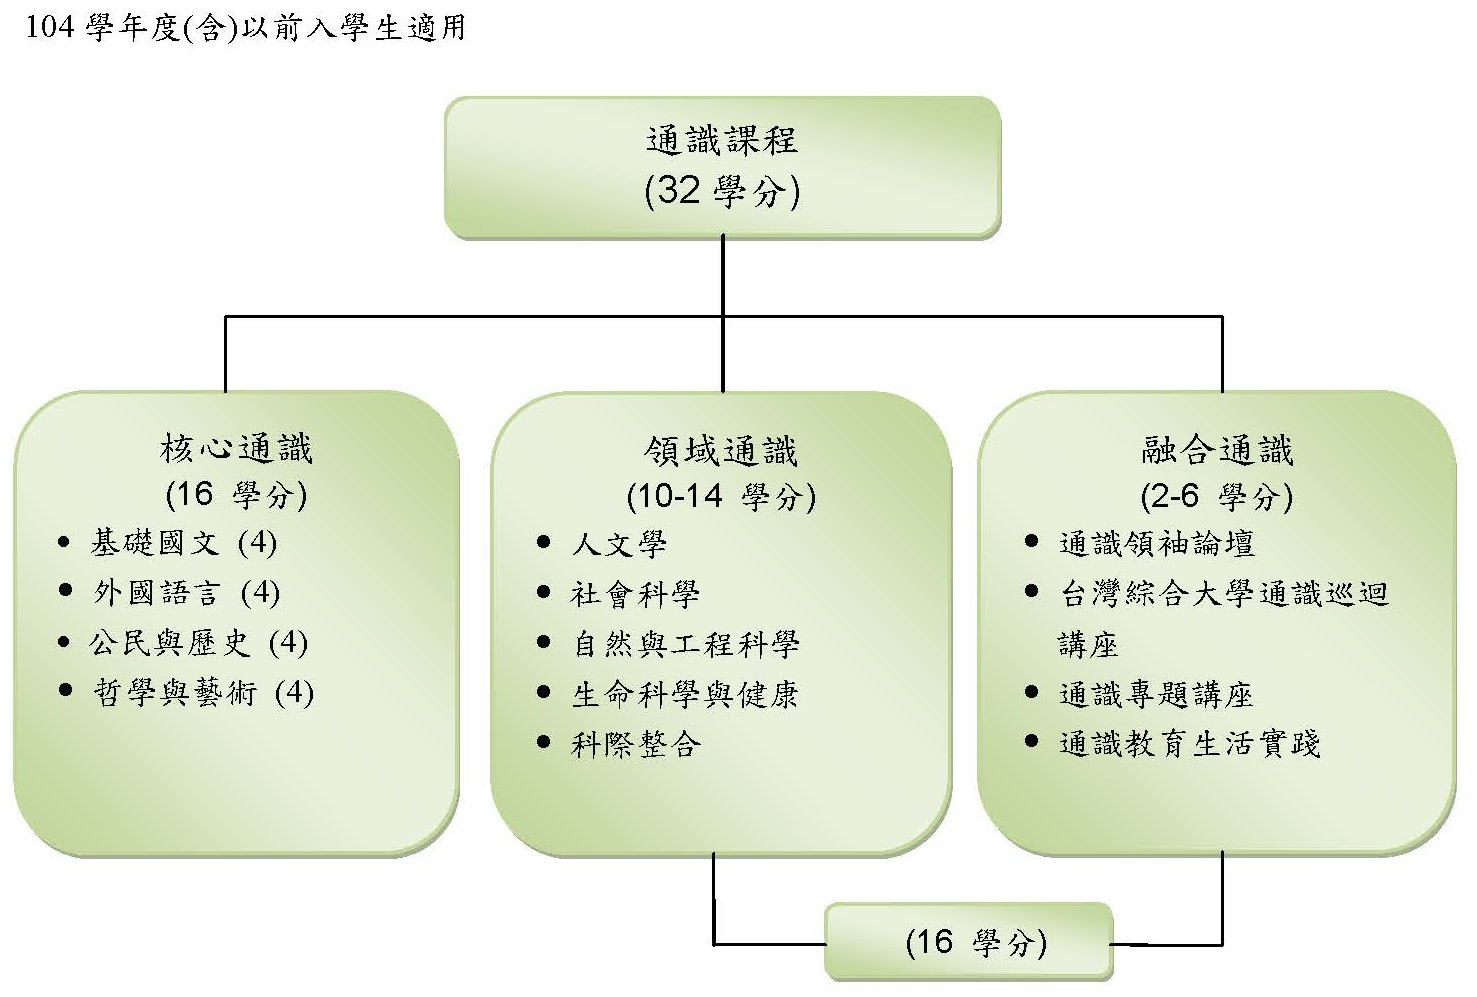 104 學年度(含)以前入學生適用
通識課程
(32 學分)
核心通識
(16 學分)
• 基礎國文 (4)
• 外國語言 (4)
• 公民與歷史 (4)
• 哲學與藝術 (4)
領域通識
(10-14 學分)
• 人文學
• 社會科學
• 自然與工程科學
• 生命科學與健康
• 科際整合
融合通識
(2-6 學分)
• 通識領袖論壇
• 台灣綜合大學通識巡迴
講座
• 通識專題講座
• 通識教育生活實踐
(16 學分)